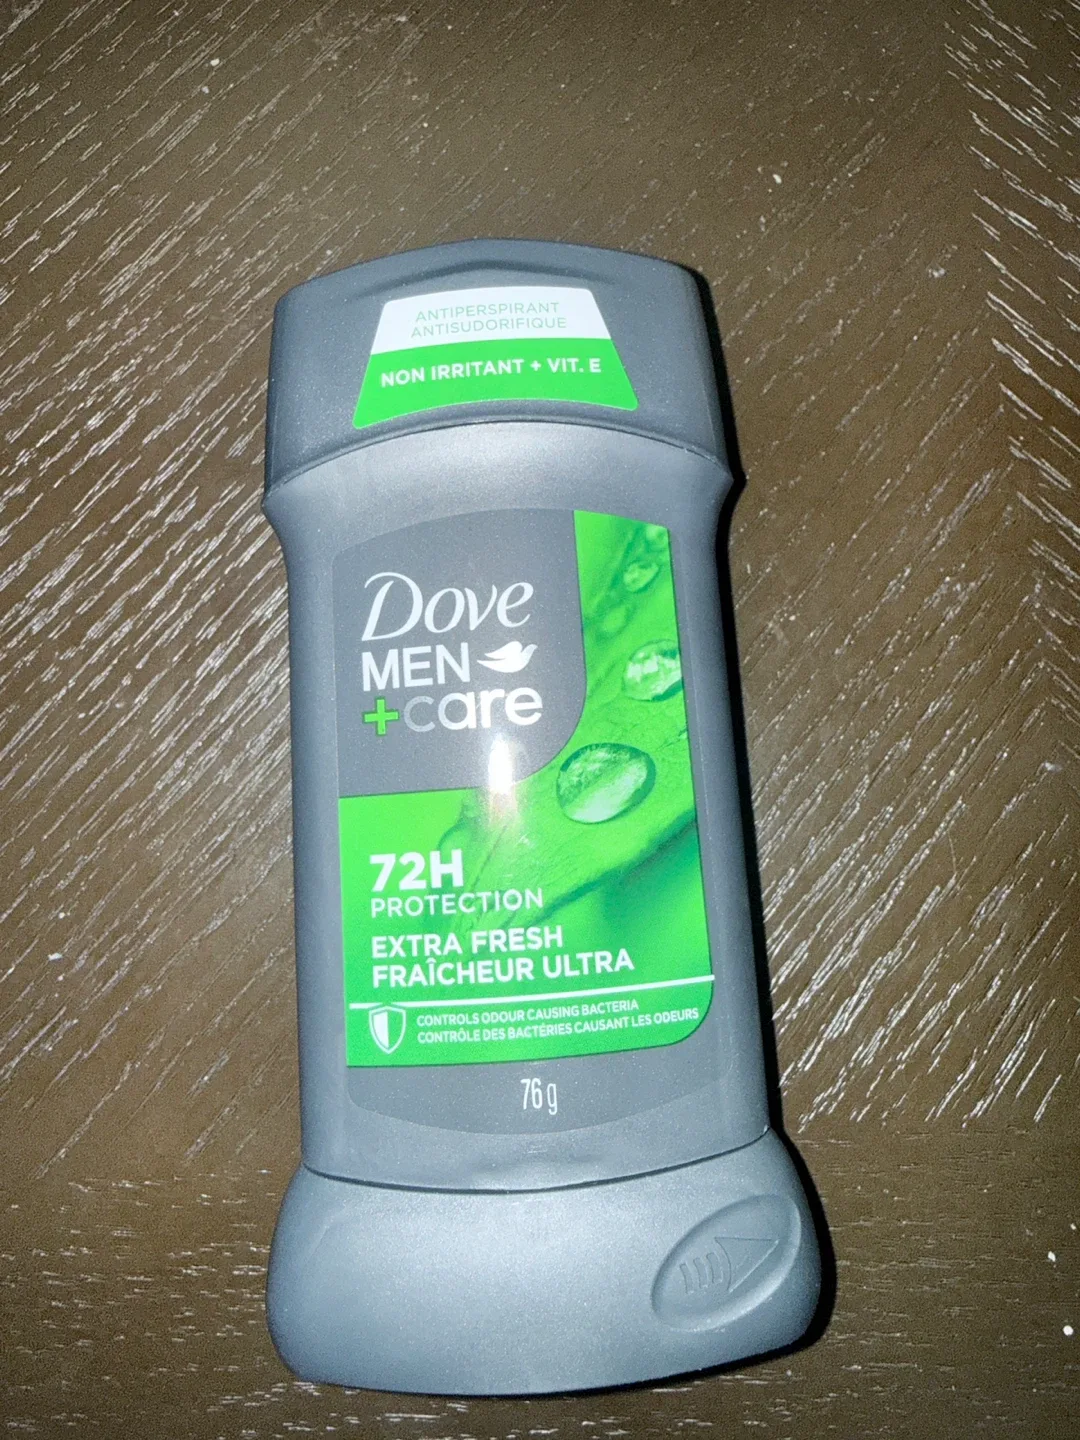 ANTIPERSPIRANT
ANTISUDORIFIQUE
NON IRRITANT + VIT. E
Dove
MEN
+care
72H
PROTECTION
EXTRA FRESH
FRAÎCHEUR ULTRA
CONTROLS ODOUR CAUSING BACTERIA
CONTRÔLE DES BACTÉRIES CAUSANT LES ODEURS
76 g